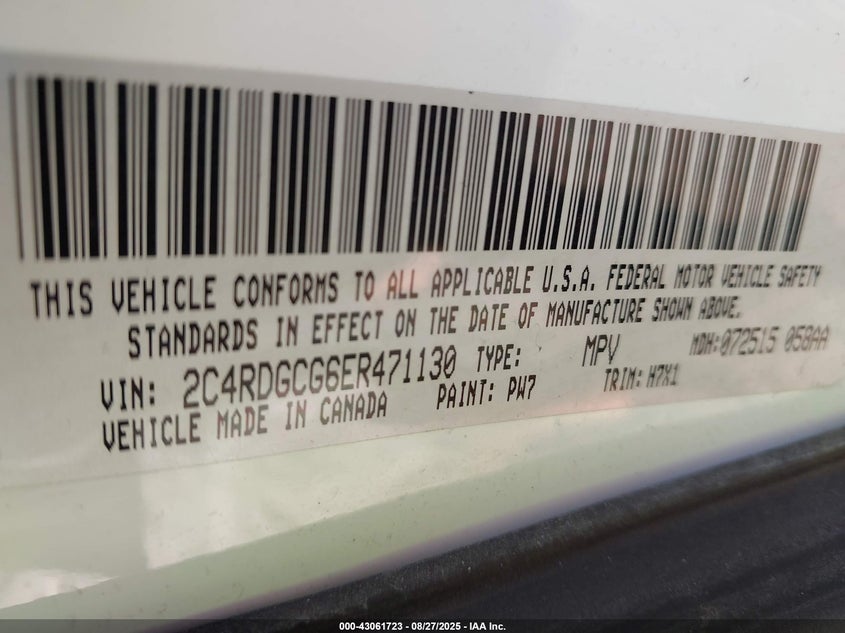 THIS VEHICLE CONFORMS TO ALL APPLICABLE U.S.A. FEDERAL MOTOR VEHICLE SAFETY
STANDARDS IN EFFECT ON THE DATE OF MANUFACTURE SHOWN ABOVE.
VIN: 2C4RDGCG6ER471130 TYPE: MPV MDH:072515 058AA
VEHICLE MADE IN CANADA PAINT: PW7 TRIM: H7X1
000-43061723 - 08/27/2025 - IAA Inc.